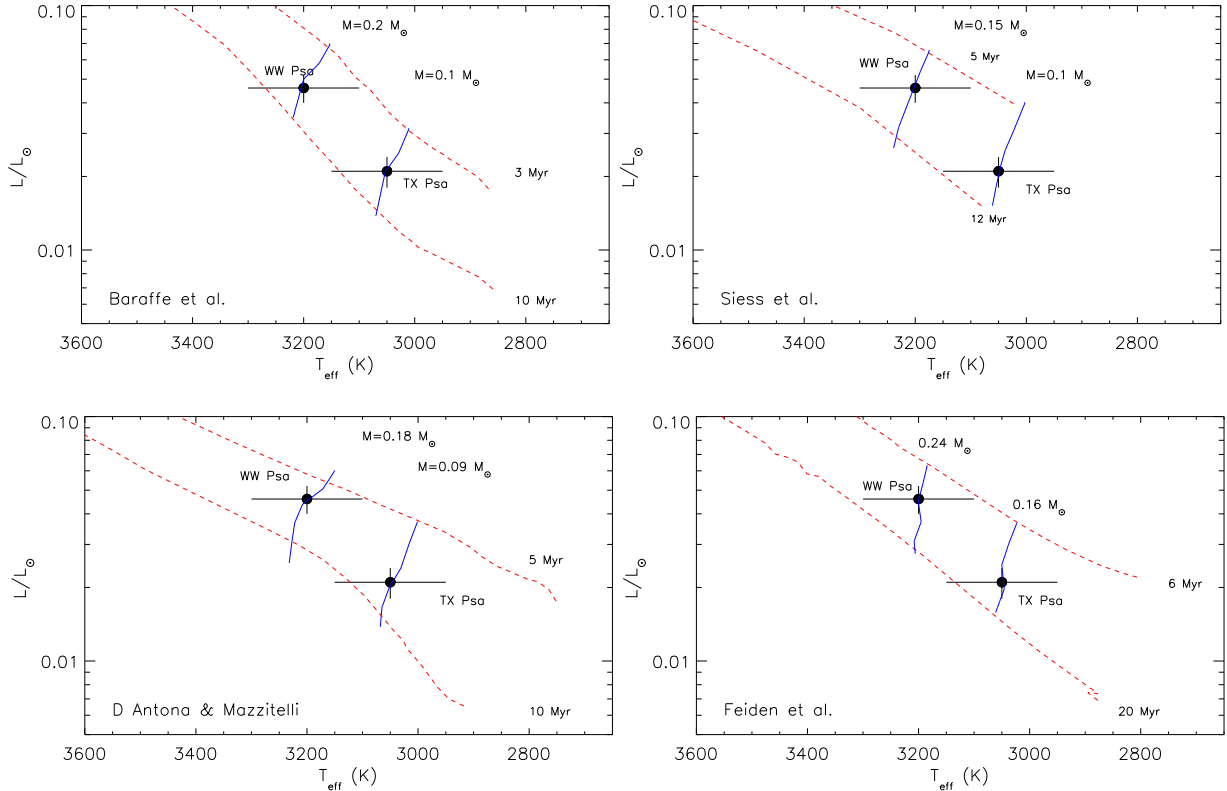 0.10
M=0.2 M⊙
WW Psa
M=0.1 M⊙
L/L⊙
3 Myr
TX Psa
0.01
10 Myr
Baraffe et al.
3600 3400 3200 3000 2800
Teff (K)
0.10
M=0.15 M⊙
5 Myr
WW Psa
M=0.1 M⊙
L/L⊙
TX Psa
12 Myr
0.01
Siess et al.
3600 3400 3200 3000 2800
Teff (K)
0.10
M=0.18 M⊙
M=0.09 M⊙
WW Psa
L/L⊙
5 Myr
TX Psa
0.01
D Antona & Mazzitelli
10 Myr
3600 3400 3200 3000 2800
Teff (K)
0.10
0.24 M⊙
WW Psa
0.16 M⊙
L/L⊙
6 Myr
TX Psa
0.01
Feiden et al.
20 Myr
3600 3400 3200 3000 2800
Teff (K)